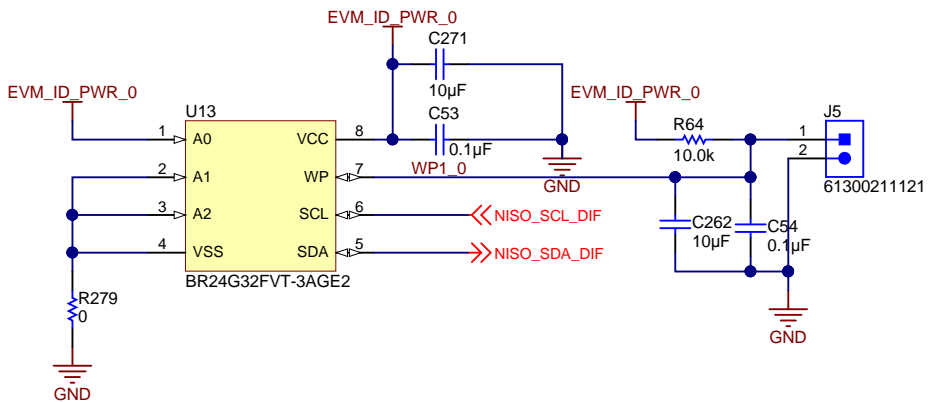 EVM_ID_PWR_0
C271
10µF
EVM_ID_PWR_0
U13
C53
0.1µF
EVM_ID_PWR_0
R64
10.0k
J5
1
2
61300211121
1 A0
2 A1
3 A2
4 VSS
VCC 8
WP 7
SCL 6
SDA 5
BR24G32FVT-3AGE2
WP1_0
GND
NISO_SCL_DIF
NISO_SDA_DIF
C262
10µF
C54
0.1µF
R279
0
GND
GND